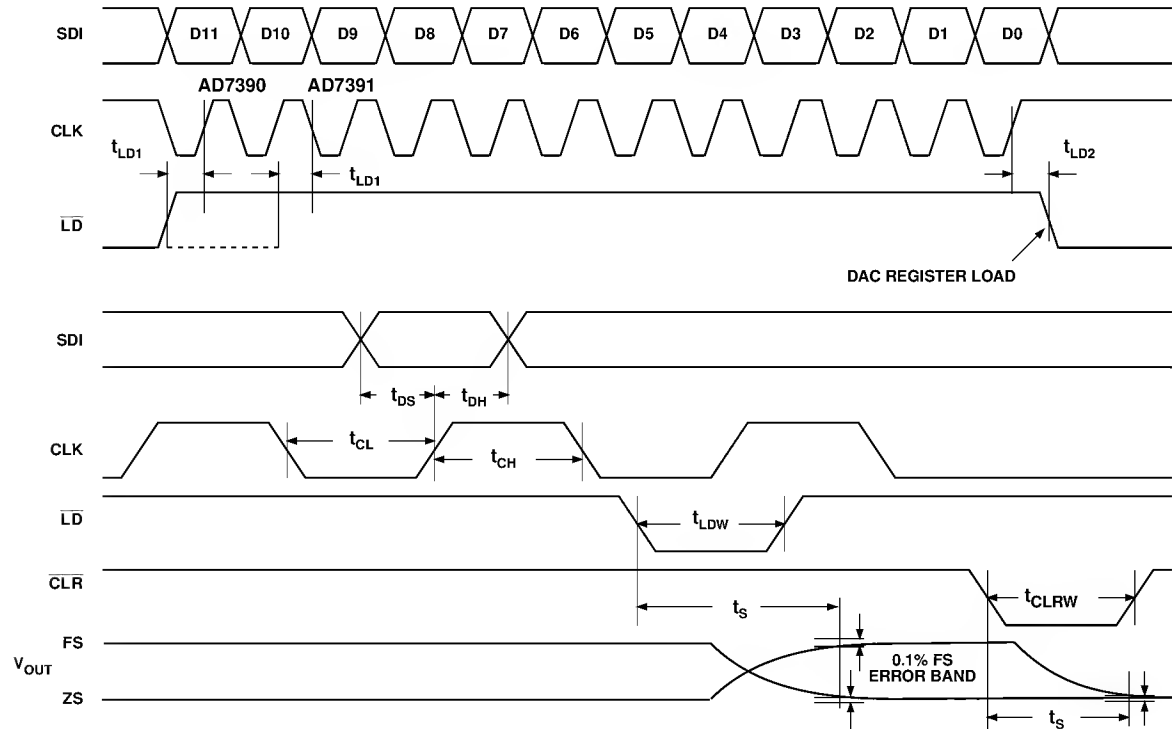 SDI D11 D10 D9 D8 D7 D6 D5 D4 D3 D2 D1 D0
AD7390 AD7391
CLK
tLD1 tLD1 tLD2
LD
DAC REGISTER LOAD
SDI
tDS tDH
CLK tCL tCH
LD tLDW
CLR tCLRW
tS
FS
VOUT
0.1% FS
ERROR BAND
ZS
tS